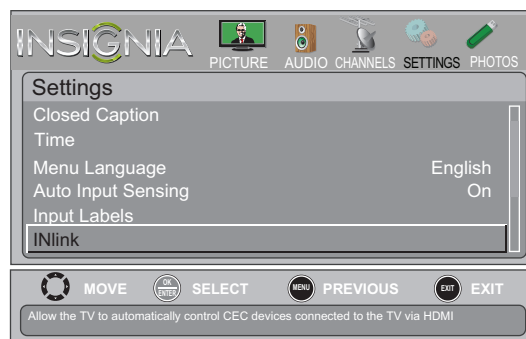 INSIGNIA
PICTURE AUDIO CHANNELS SETTINGS PHOTOS
Settings
Closed Caption
Time
Menu Language English
Auto Input Sensing On
Input Labels
INlink
MOVE OK ENTER SELECT MENU PREVIOUS EXIT EXIT
Allow the TV to automatically control CEC devices connected to the TV via HDMI